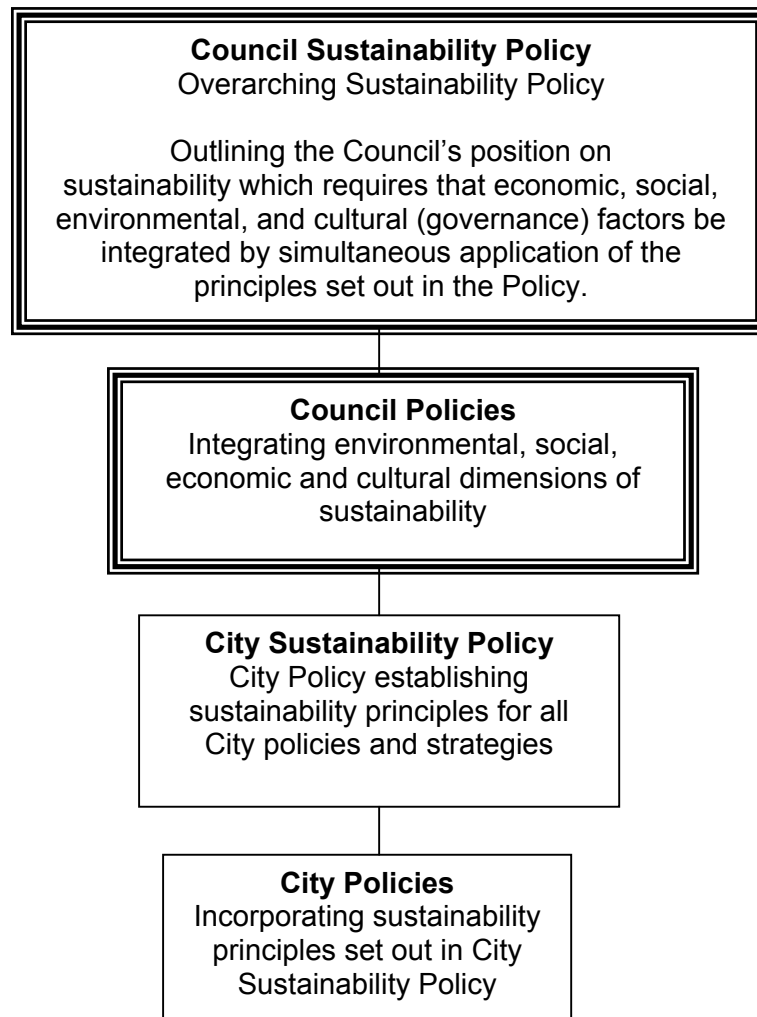 Council Sustainability Policy
Overarching Sustainability Policy
Outlining the Council’s position on
sustainability which requires that economic, social,
environmental, and cultural (governance) factors be
integrated by simultaneous application of the
principles set out in the Policy.
Council Policies
Integrating environmental, social,
economic and cultural dimensions of
sustainability
City Sustainability Policy
City Policy establishing
sustainability principles for all
City policies and strategies
City Policies
Incorporating sustainability
principles set out in City
Sustainability Policy